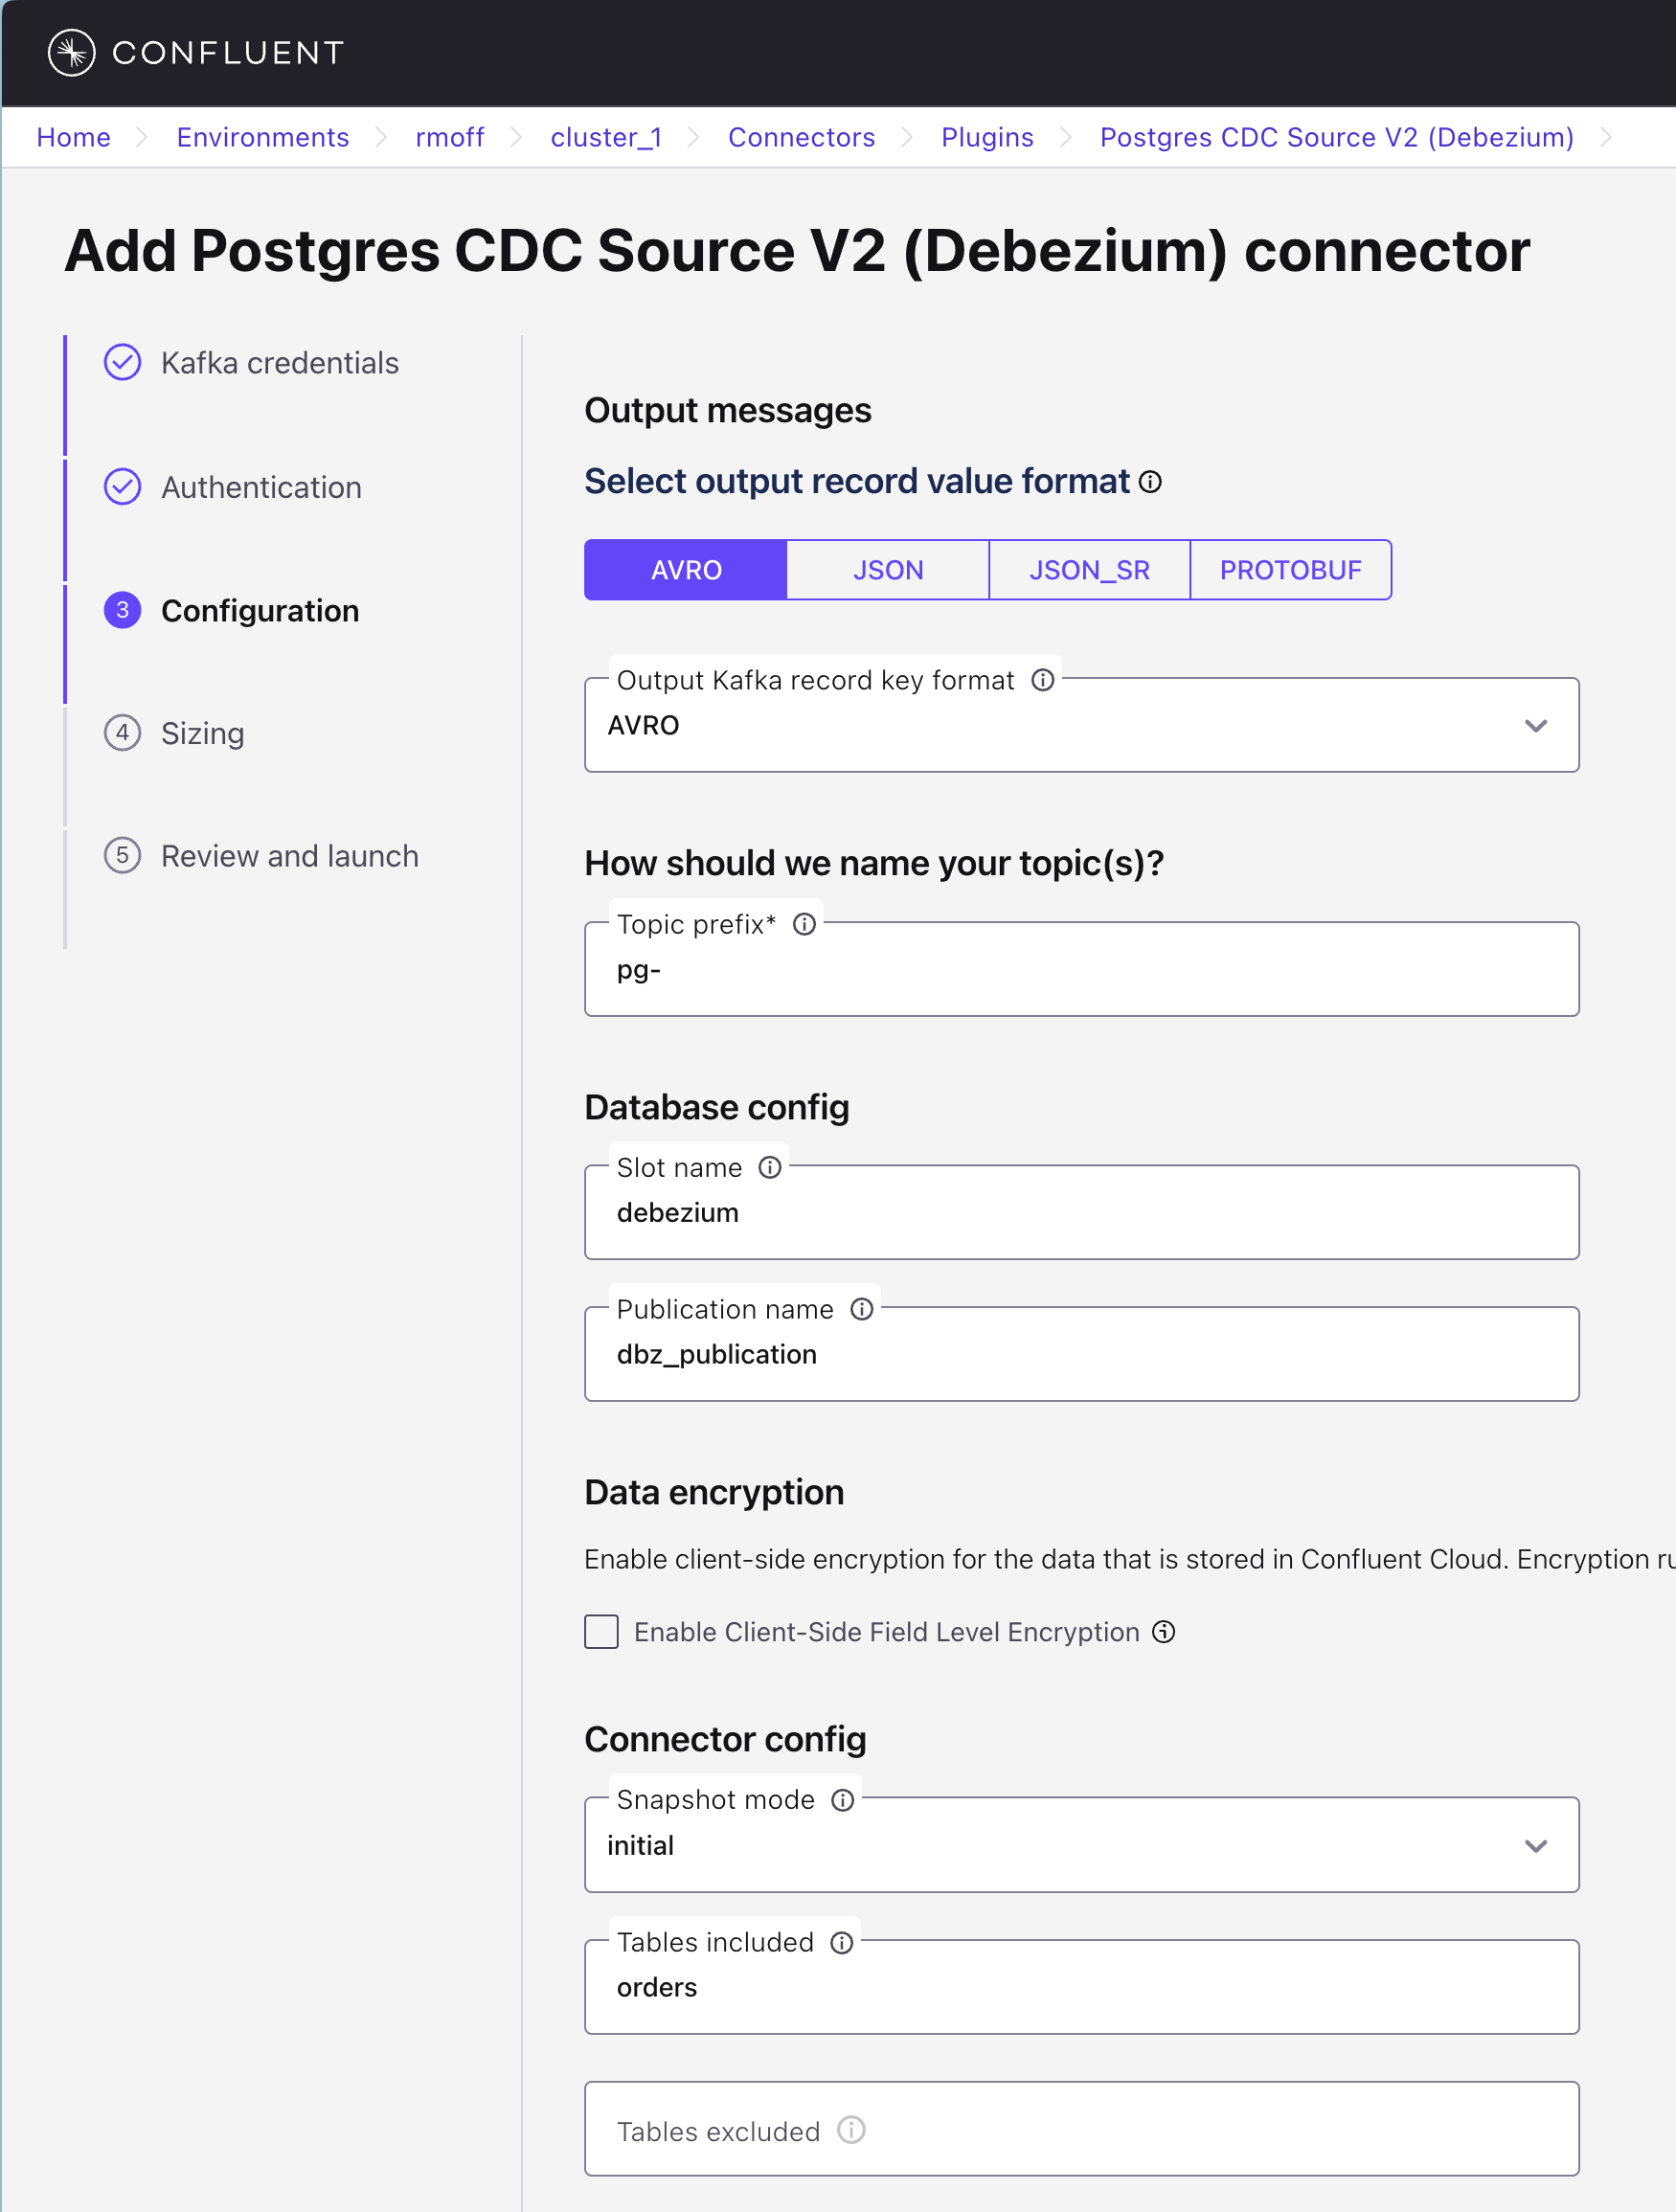 CONFLUENT
Home Environments rmoff cluster_1 Connectors Plugins Postgres CDC Source V2 (Debezium)
Add Postgres CDC Source V2 (Debezium) connector
Kafka credentials
Authentication
3 Configuration
4 Sizing
5 Review and launch
Output messages
Select output record value format
AVRO JSON JSON_SR PROTOBUF
Output Kafka record key format
AVRO
How should we name your topic(s)?
Topic prefix*
pg-
Database config
Slot name
debezium
Publication name
dbz_publication
Data encryption
Enable client-side encryption for the data that is stored in Confluent Cloud. Encryption
Enable Client-Side Field Level Encryption
Connector config
Snapshot mode
initial
Tables included
orders
Tables excluded